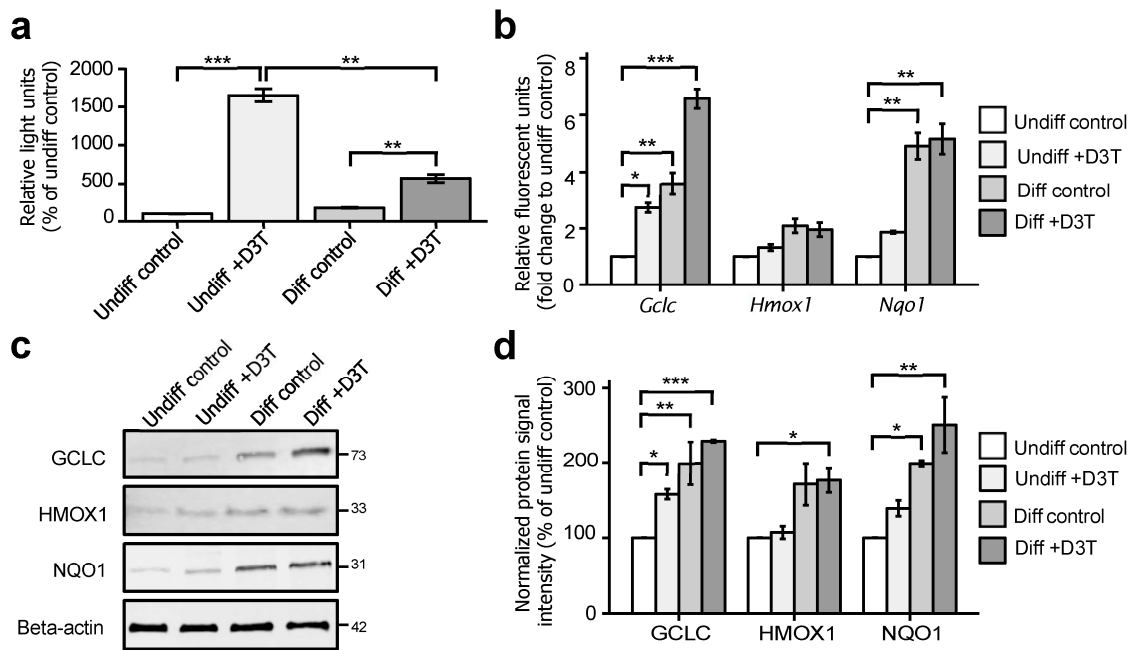 a
Relative light units
(% of undiff control)
2000
1500
1000
500
0
***
**
**
Undiff control
Undiff +D3T
Diff control
Diff +D3T
b
Relative fluorescent units
(fold change to undiff control)
8
6
4
2
0
***
**
*
**
**
Gclc
Hmox1
Nqo1
Undiff control
Undiff +D3T
Diff control
Diff +D3T
c
Undiff control
Undiff +D3T
Diff control
Diff +D3T
GCLC
73
HMOX1
33
NQO1
31
Beta-actin
42
d
Normalized protein signal
intensity (% of undiff control)
300
200
100
0
***
**
*
*
**
*
GCLC
HMOX1
NQO1
Undiff control
Undiff +D3T
Diff control
Diff +D3T